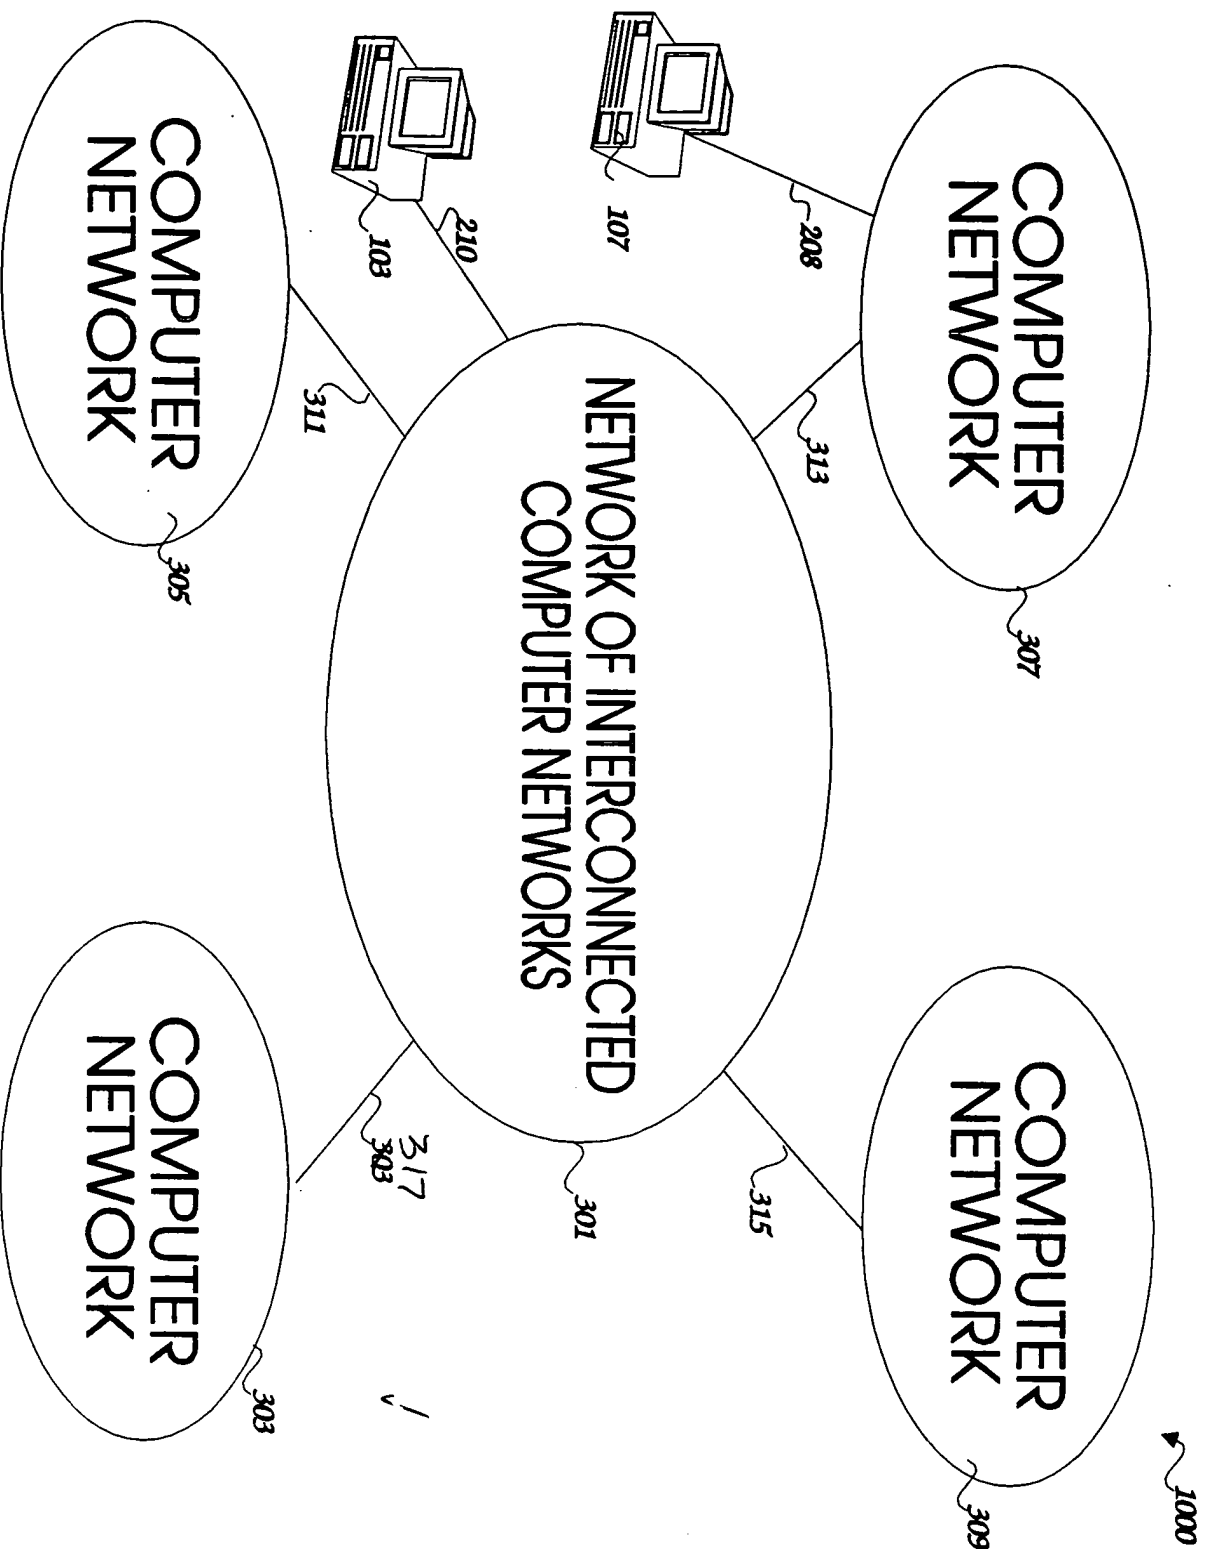 1000
COMPUTER
NETWORK
307
COMPUTER
NETWORK
309
208
313
315
107
NETWORK OF INTERCONNECTED
COMPUTER NETWORKS
301
210
103
311
317
303
COMPUTER
NETWORK
305
COMPUTER
NETWORK
303